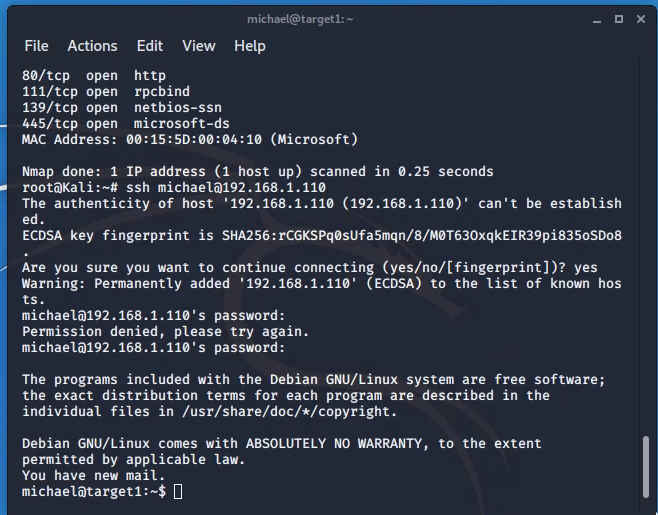 michael@target1: ~
File Actions Edit View Help
80/tcp open http
111/tcp open rpcbind
139/tcp open netbios-ssn
445/tcp open microsoft-ds
MAC Address: 00:15:5D:00:04:10 (Microsoft)
Nmap done: 1 IP address (1 host up) scanned in 0.25 seconds
root@Kali:~# ssh michael@192.168.1.110
The authenticity of host '192.168.1.110 (192.168.1.110)' can't be establish
ed.
ECDSA key fingerprint is SHA256:rCGKSPq0sUfa5mqn/8/M0T63OxqkEIR39pi835oSDo8
.
Are you sure you want to continue connecting (yes/no/[fingerprint])? yes
Warning: Permanently added '192.168.1.110' (ECDSA) to the list of known hos
ts.
michael@192.168.1.110's password:
Permission denied, please try again.
michael@192.168.1.110's password:
The programs included with the Debian GNU/Linux system are free software;
the exact distribution terms for each program are described in the
individual files in /usr/share/doc/*/copyright.
Debian GNU/Linux comes with ABSOLUTELY NO WARRANTY, to the extent
permitted by applicable law.
You have new mail.
michael@target1:~$